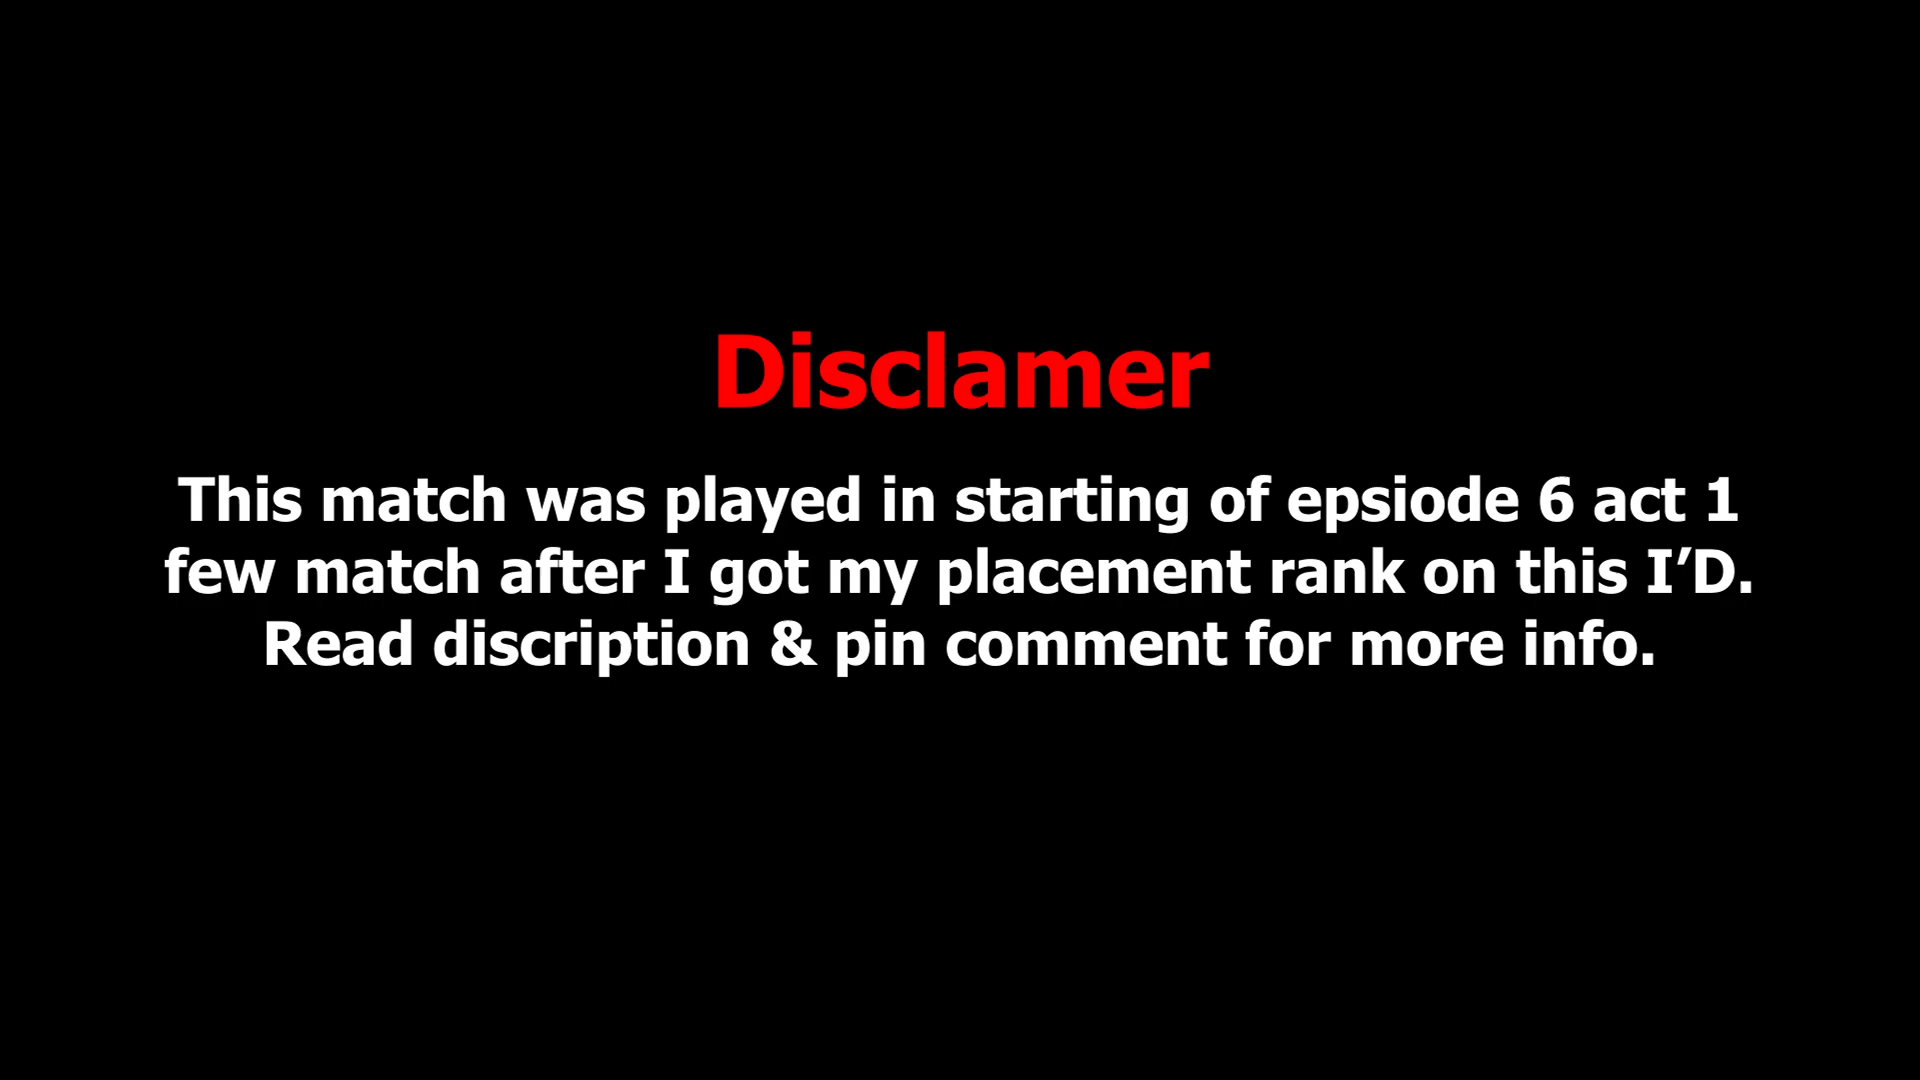 Disclamer
This match was played in starting of epsiode 6 act 1
few match after I got my placement rank on this I’D.
Read discription & pin comment for more info.